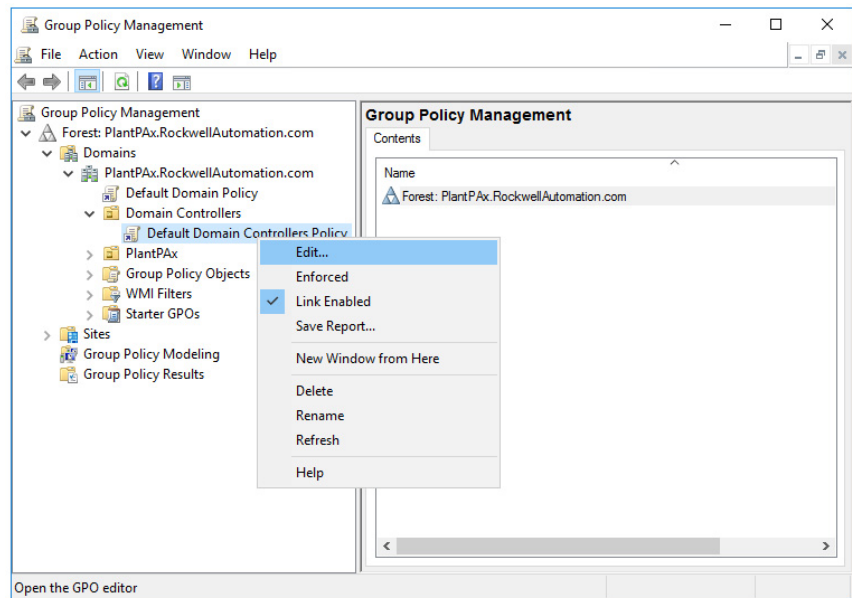 Group Policy Management
File Action View Window Help
Group Policy Management
Forest: PlantPAx.RockwellAutomation.com
Domains
PlantPAx.RockwellAutomation.com
Default Domain Policy
Domain Controllers
Default Domain Controllers Policy
PlantPAx
Group Policy Objects
WMI Filters
Starter GPOs
Sites
Group Policy Modeling
Group Policy Results
Edit...
Enforced
Link Enabled
Save Report...
New Window from Here
Delete
Rename
Refresh
Help
Group Policy Management
Contents
Name
Forest: PlantPAx.RockwellAutomation.com
Open the GPO editor